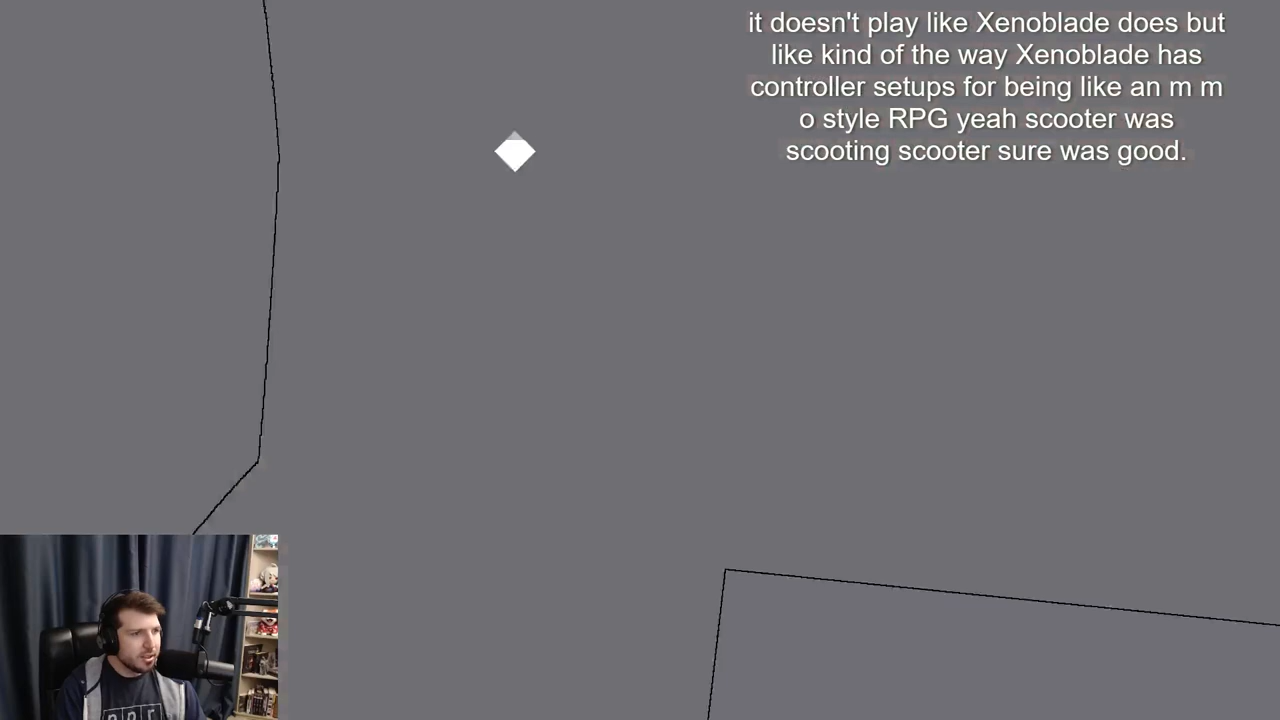 it doesn't play like Xenoblade does but
like kind of the way Xenoblade has
controller setups for being like an m m
o style RPG yeah scooter was
scooting scooter sure was good.